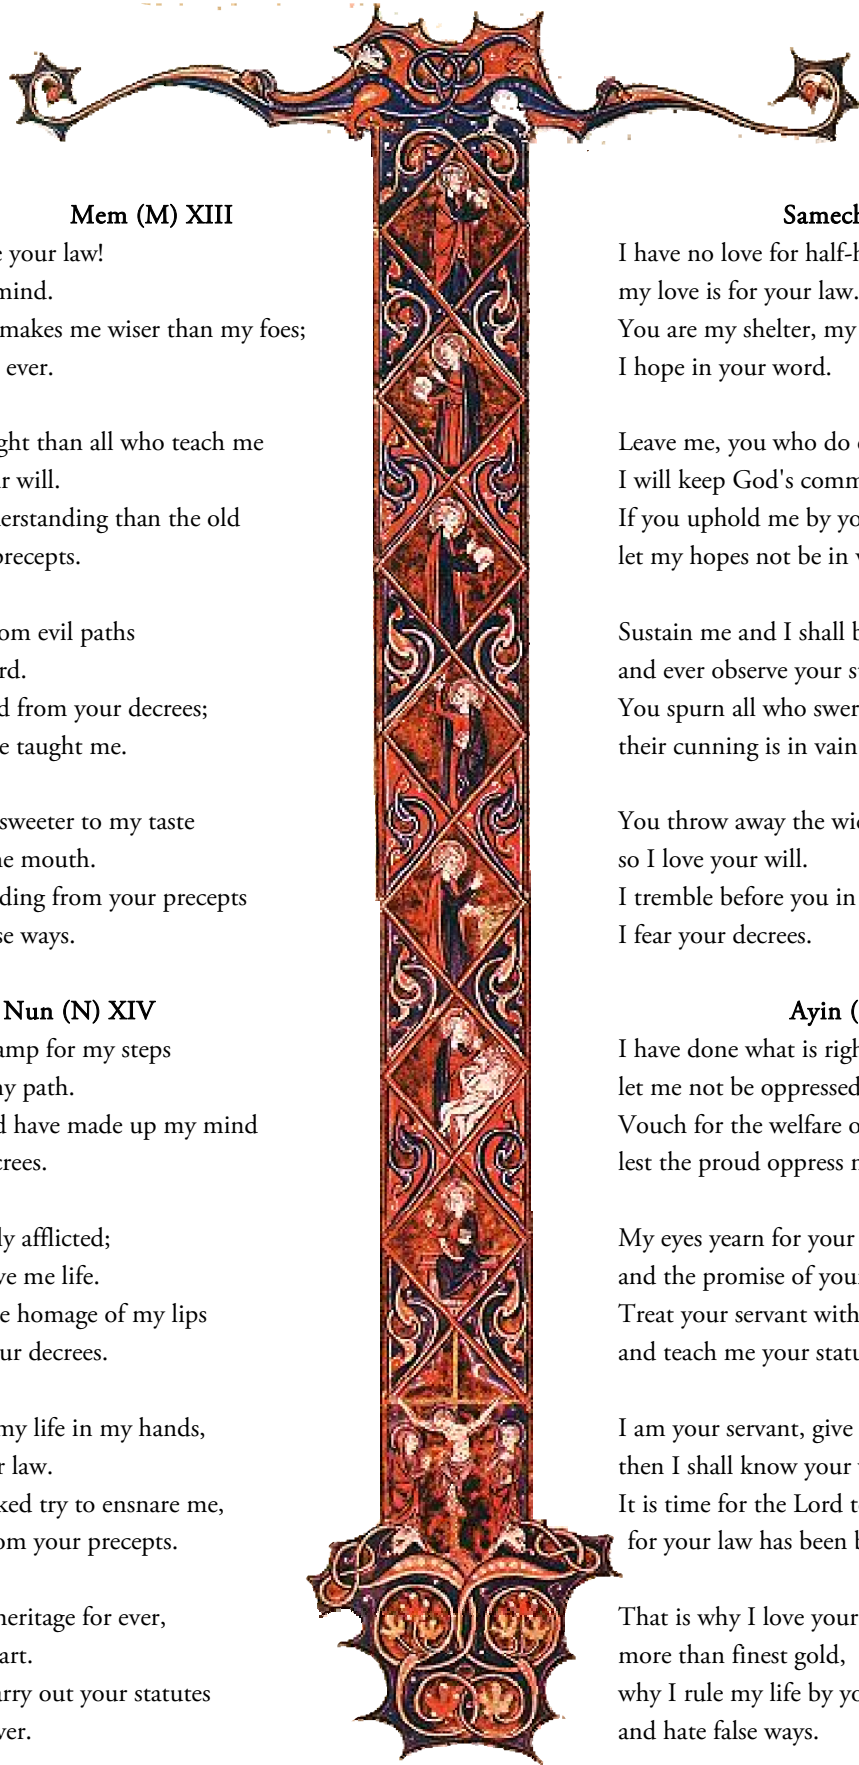 Mem (M) XIII
e your law!
mind.
makes me wiser than my foes;
ever.
ght than all who teach me
r will.
erstanding than the old
precepts.
om evil paths
rd.
d from your decrees;
e taught me.
sweeter to my taste
he mouth.
ding from your precepts
se ways.
Nun (N) XIV
amp for my steps
ny path.
d have made up my mind
crees.
ly afflicted;
ve me life.
e homage of my lips
ur decrees.
my life in my hands,
r law.
ked try to ensnare me,
om your precepts.
heritage for ever,
art.
arry out your statutes
ver.
Samech
I have no love for half-h
my love is for your law.
You are my shelter, my
I hope in your word.
Leave me, you who do e
I will keep God's comm
If you uphold me by yo
let my hopes not be in v
Sustain me and I shall b
and ever observe your st
You spurn all who swer
their cunning is in vain
You throw away the wic
so I love your will.
I tremble before you in
I fear your decrees.
Ayin (
I have done what is righ
let me not be oppressed
Vouch for the welfare o
lest the proud oppress m
My eyes yearn for your
and the promise of your
Treat your servant with
and teach me your statu
I am your servant, give
then I shall know your w
It is time for the Lord to
for your law has been b
That is why I love your
more than finest gold,
why I rule my life by yo
and hate false ways.